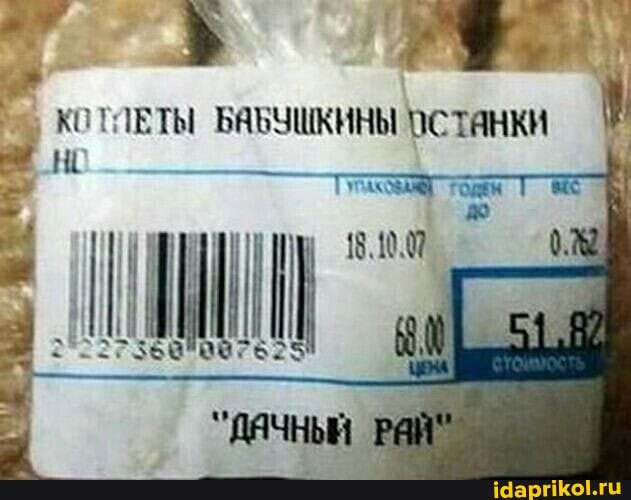 КОТЛЕТЫ БАБУШКИНЫ ОСТАНКИ
НО
УПАКОВАНО ГОДЕН ДО ВЕС
18.10.07 0.762
2 227360 007625
68.00 51.82
ЦЕНА СТОИМОСТЬ
"ДАЧНЫЙ РАЙ"
idaprikol.ru